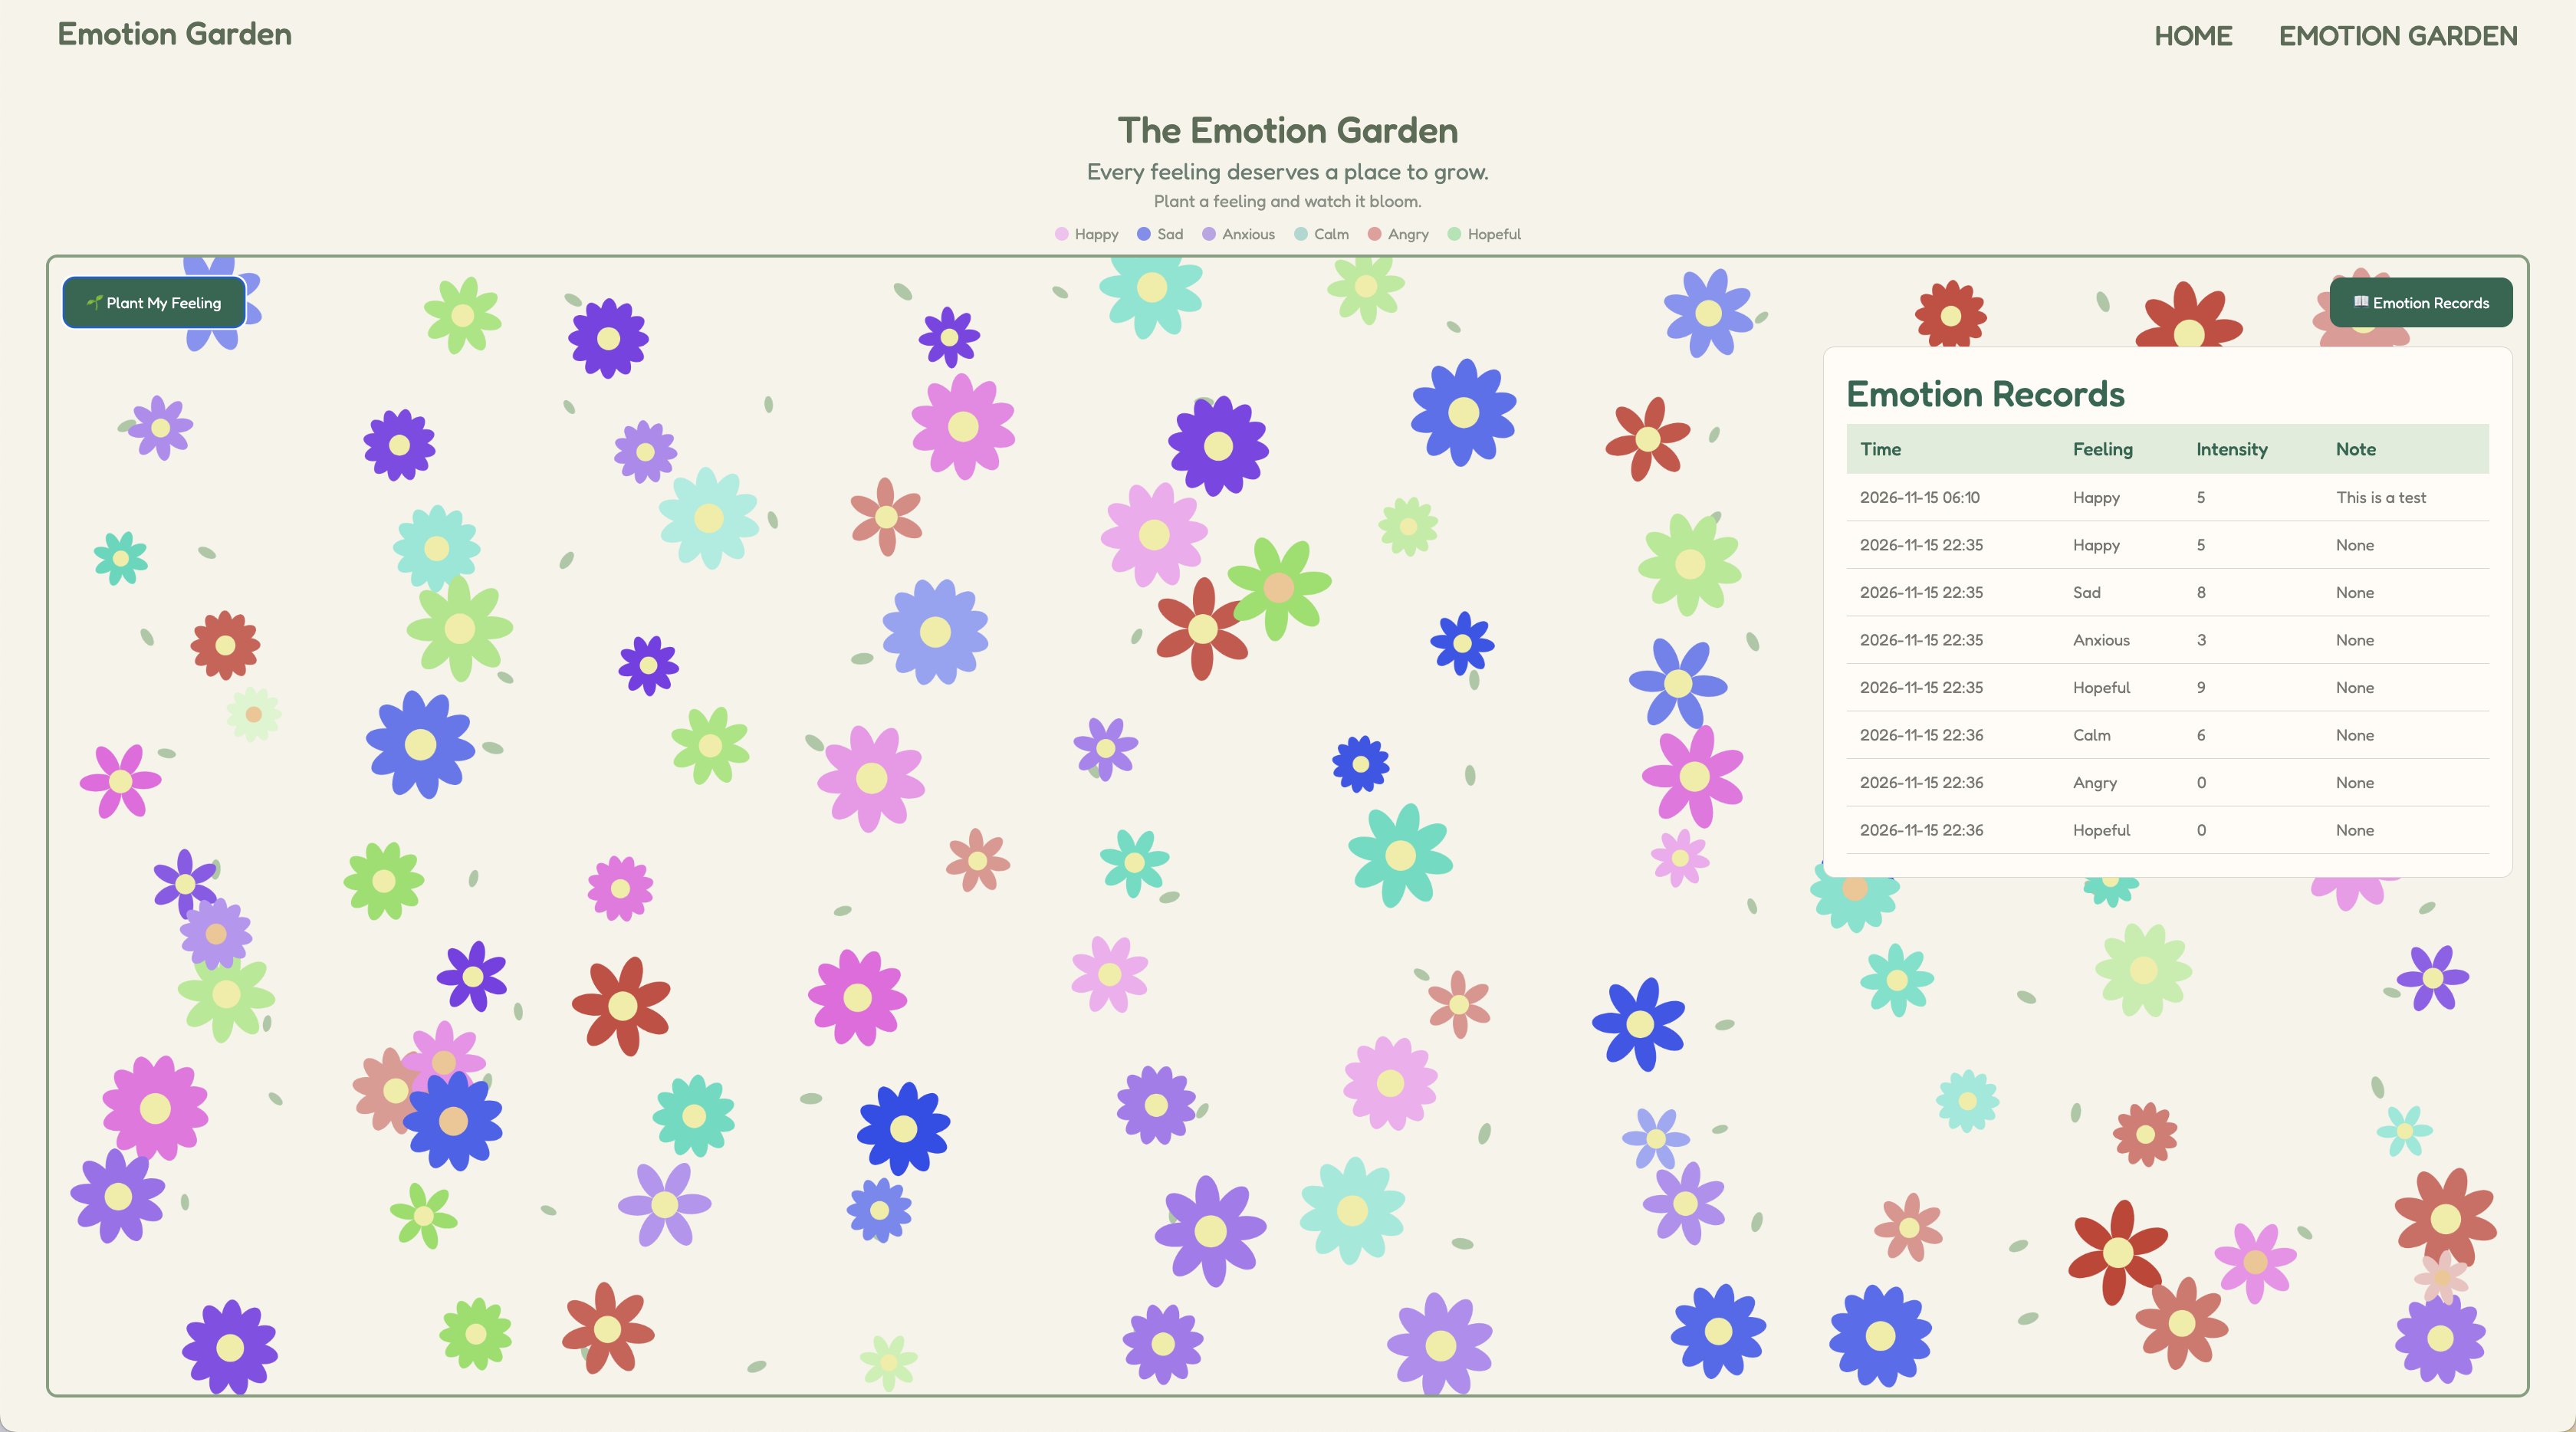 Emotion Garden
HOME EMOTION GARDEN
The Emotion Garden
Every feeling deserves a place to grow.
Plant a feeling and watch it bloom.
Happy Sad Anxious Calm Angry Hopeful
Plant My Feeling
Emotion Records
Emotion Records
Time Feeling Intensity Note
2026-11-15 06:10 Happy 5 This is a test
2026-11-15 22:35 Happy 5 None
2026-11-15 22:35 Sad 8 None
2026-11-15 22:35 Anxious 3 None
2026-11-15 22:35 Hopeful 9 None
2026-11-15 22:36 Calm 6 None
2026-11-15 22:36 Angry 0 None
2026-11-15 22:36 Hopeful 0 None